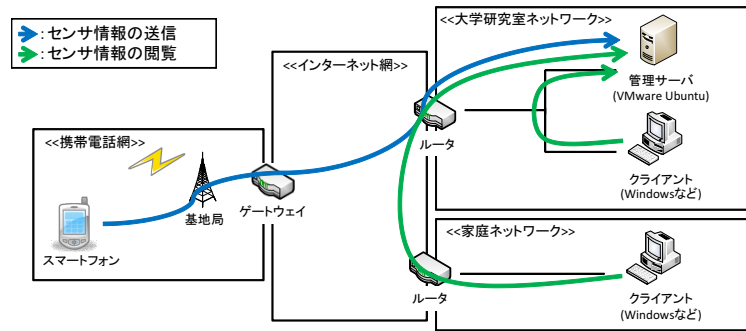 ➔:センサ情報の送信
➔:センサ情報の閲覧
<<大学研究室ネットワーク>>
<<インターネット網>>
管理サーバ
(VMware Ubuntu)
ルータ
<<携帯電話網>>
クライアント
(Windowsなど)
ゲートウェイ
基地局
スマートフォン
<<家庭ネットワーク>>
ルータ
クライアント
(Windowsなど)